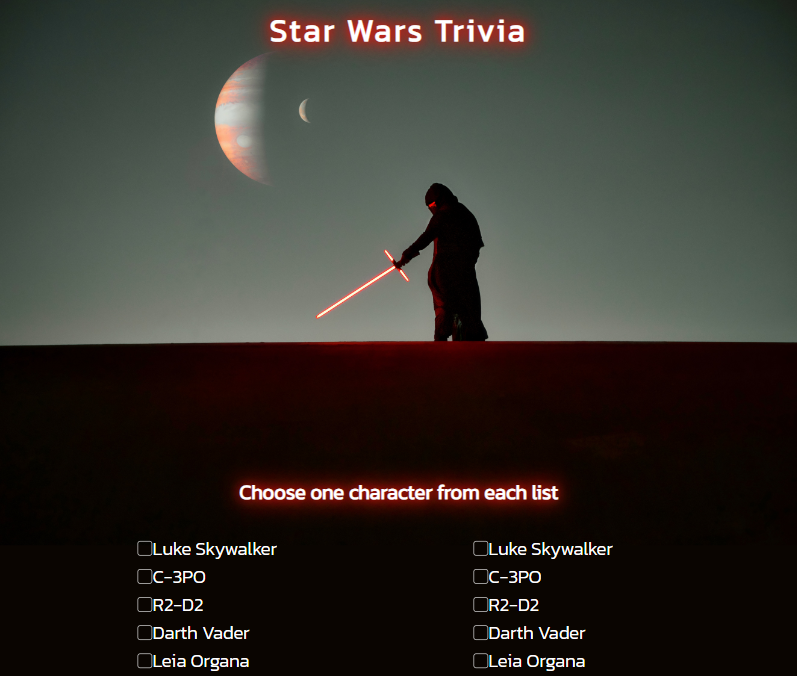 Star Wars Trivia
Choose one character from each list
Luke Skywalker
C-3PO
R2-D2
Darth Vader
Leia Organa
Luke Skywalker
C-3PO
R2-D2
Darth Vader
Leia Organa